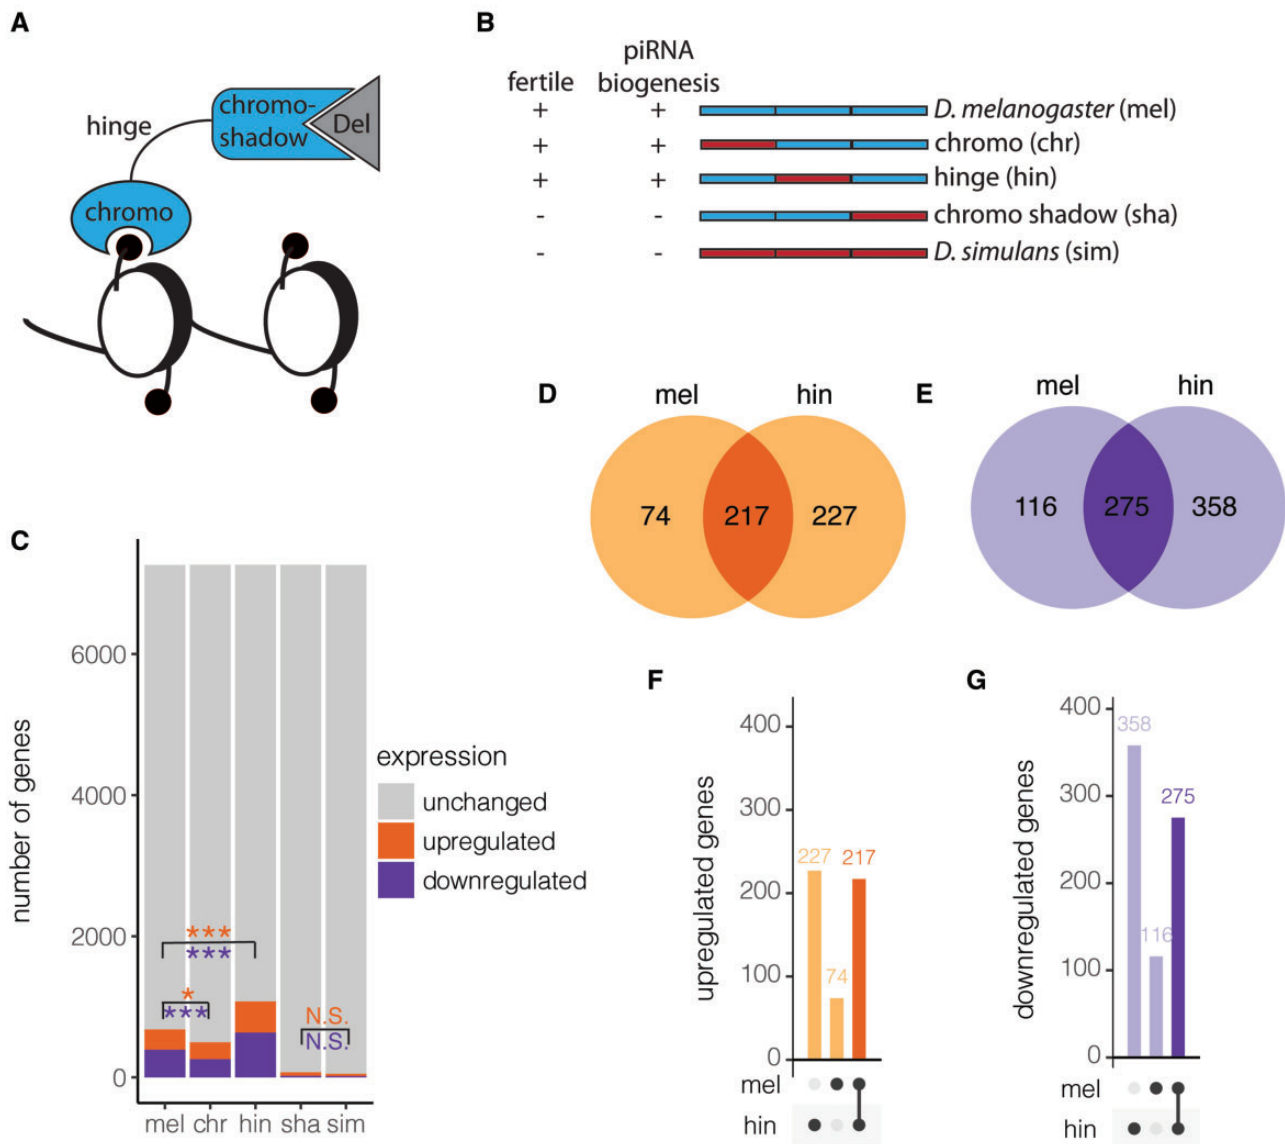 A
hinge
chromo-
shadow
Del
chromo
B
fertile
piRNA
biogenesis
+ + D. melanogaster (mel)
+ + chromo (chr)
+ + hinge (hin)
- - chromo shadow (sha)
- - D. simulans (sim)
C
number of genes
6000
4000
2000
0
***
***
*
***
N.S.
N.S.
mel chr hin sha sim
expression
unchanged
upregulated
downregulated
D
mel hin
74 217 227
E
mel hin
116 275 358
F
upregulated genes
400
300
200
100
0
227
74
217
mel
hin
G
downregulated genes
400
300
200
100
0
358
116
275
mel
hin